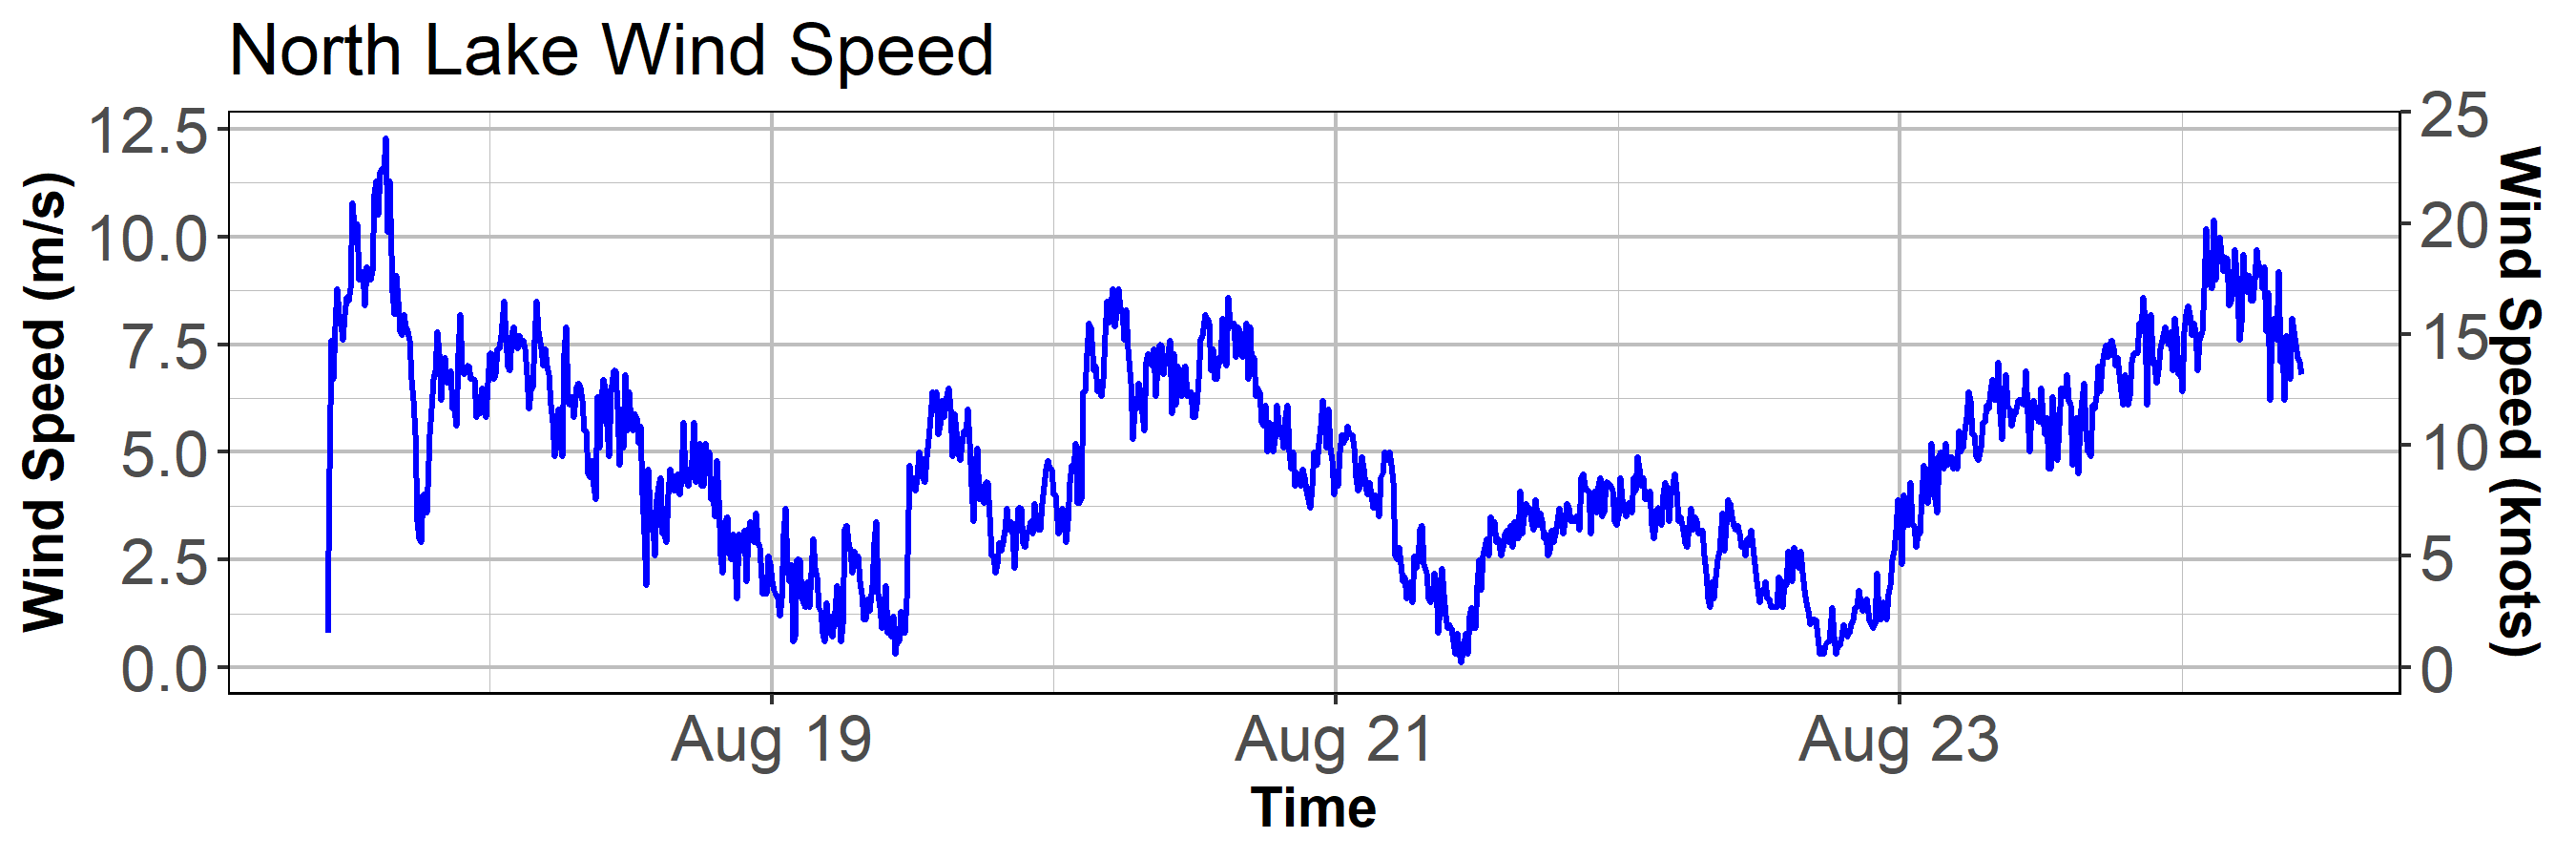 North Lake Wind Speed
12.5
10.0
7.5
5.0
2.5
0.0
Wind Speed (m/s)
25
20
15
10
5
0
Wind Speed (knots)
Aug 19
Aug 21
Aug 23
Time